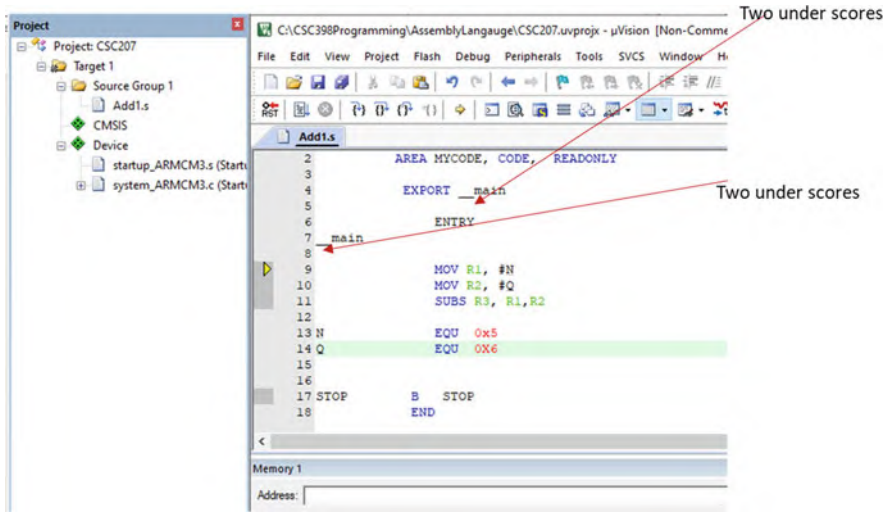 Two under scores
Project
C:\CSC398Programming\AssemblyLangauge\CSC207.uvprojx - µVision [Non-Comme
Project: CSC207
Target 1
Source Group 1
Add1.s
CMSIS
Device
startup_ARMCM3.s (Startu
system_ARMCM3.c (Startu
File Edit View Project Flash Debug Peripherals Tools SVCS Window H
RST
Add1.s
2 AREA MYCODE, CODE, READONLY
3
4 EXPORT __main
5
6 ENTRY
7 __main
8
9 MOV R1, #N
10 MOV R2, #Q
11 SUBS R3, R1,R2
12
13 N EQU 0x5
14 Q EQU 0X6
15
16
17 STOP B STOP
18 END
Two under scores
Memory 1
Address: